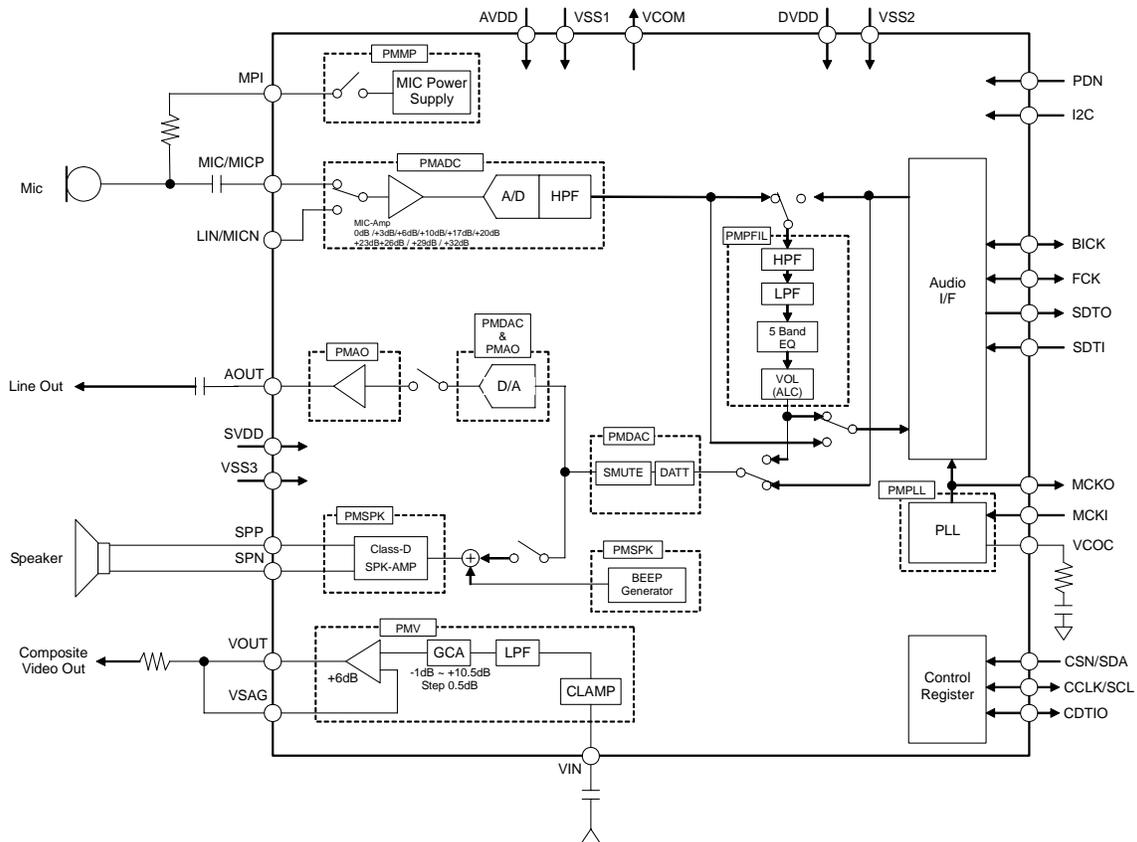 AVDD
VSS1
VCOM
DVDD
VSS2
PMMP
MPI
MIC Power
Supply
PDN
I2C
MIC/MICP
PMADC
Mic
A/D
HPF
MIC-Amp
0dB /+3dB/+6dB/+10dB/+17dB/+20dB
+23dB+26dB / +29dB / +32dB
LIN/MICN
PMPFIL
HPF
LPF
5 Band
EQ
VOL
(ALC)
Audio
I/F
BICK
FCK
SDTO
SDTI
PMDAC
&
PMAO
PMAO
AOUT
Line Out
D/A
SVDD
VSS3
PMDAC
SMUTE
DATT
PMPLL
PLL
MCKO
MCKI
VCOC
PMSPK
SPP
Speaker
SPN
Class-D
SPK-AMP
PMSPK
BEEP
Generator
PMV
VOUT
Composite
Video Out
+6dB
GCA
-1dB ~ +10.5dB
Step 0.5dB
LPF
CLAMP
VSAG
Control
Register
CSN/SDA
CCLK/SCL
CDTIO
VIN